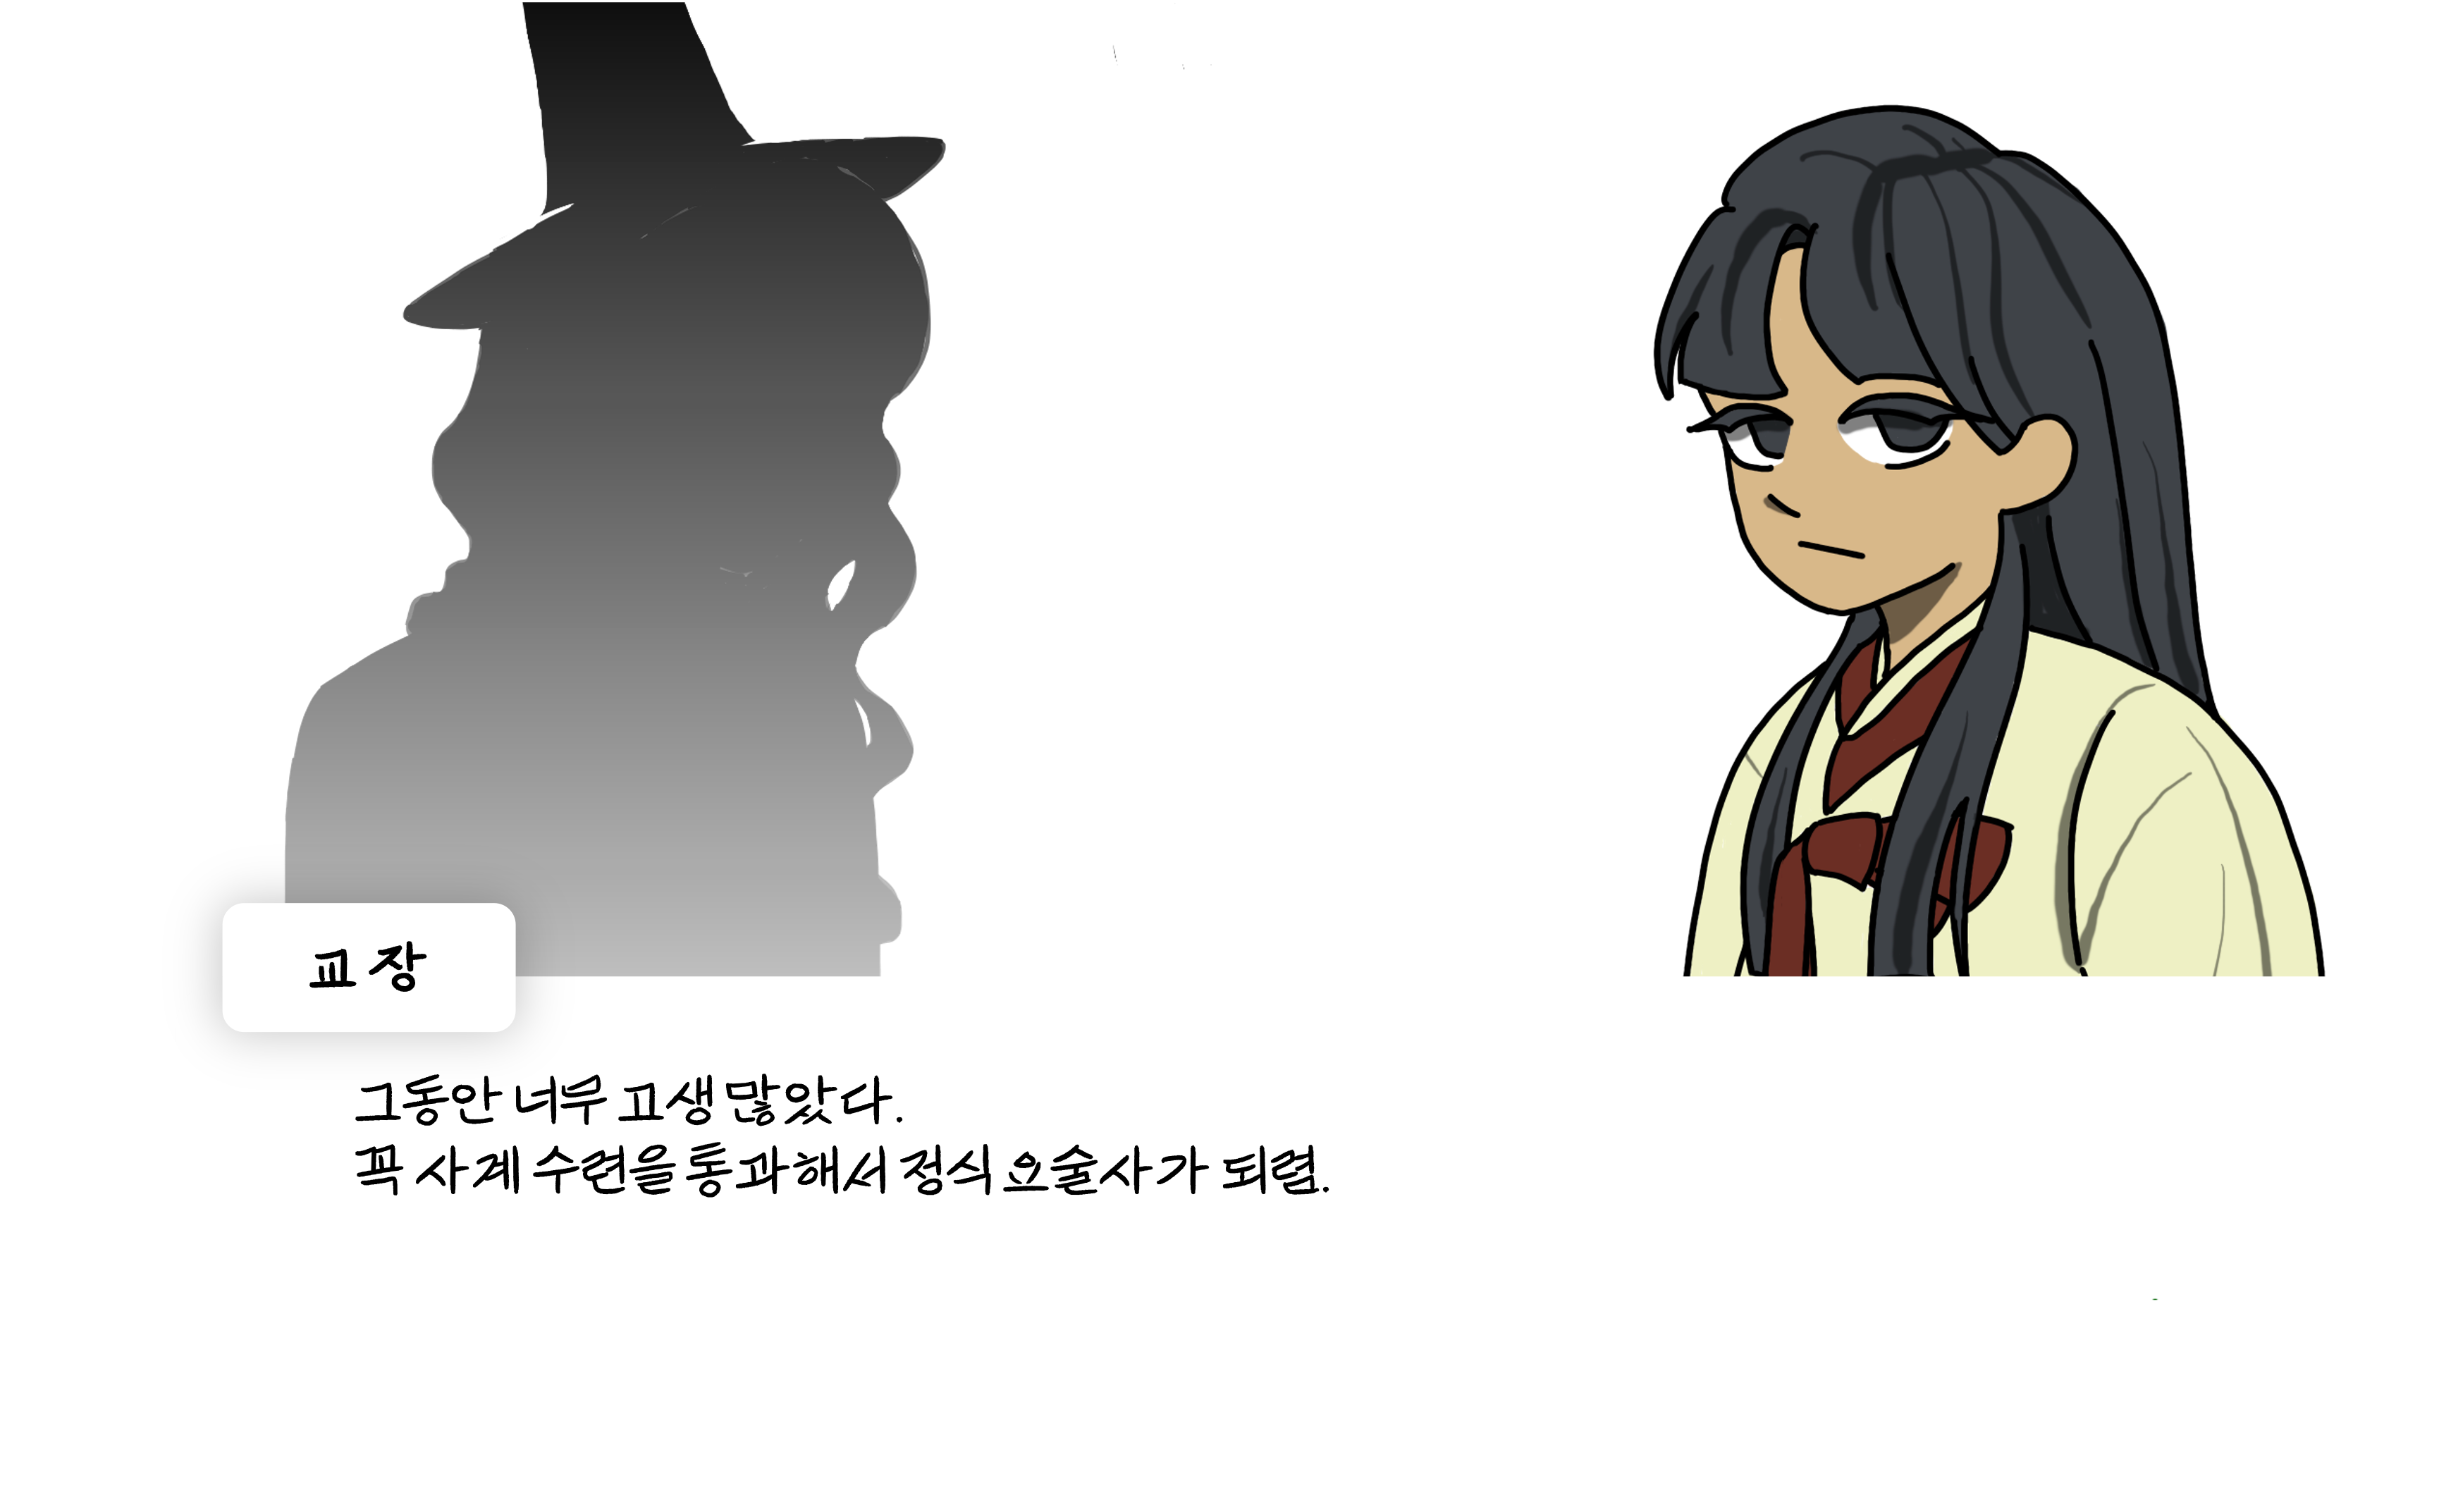 교장
그동안 너무 고생 많았다.
꼭 사계 수련을 통과해서 정식 요술사가 되렴.